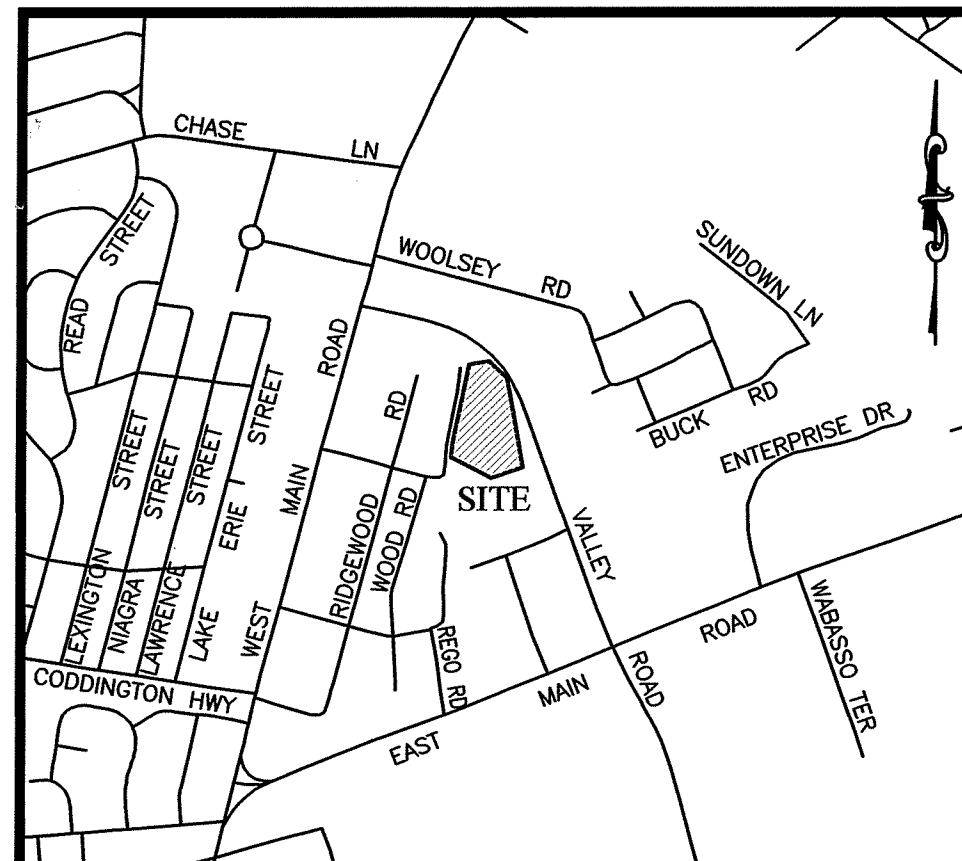 CHASE LN
READ STREET
WOOLSEY RD
SUNDOWN LN
BUCK RD
ENTERPRISE DR
WEST MAIN ROAD
RIDGEWOOD RD
WOOD RD
SITE
LEXINGTON STREET
NIAGRA STREET
LAWRENCE STREET
LAKE ERIE STREET
VALLEY ROAD
REGO RD
CODDINGTON HWY
EAST MAIN ROAD
WABASSO TER